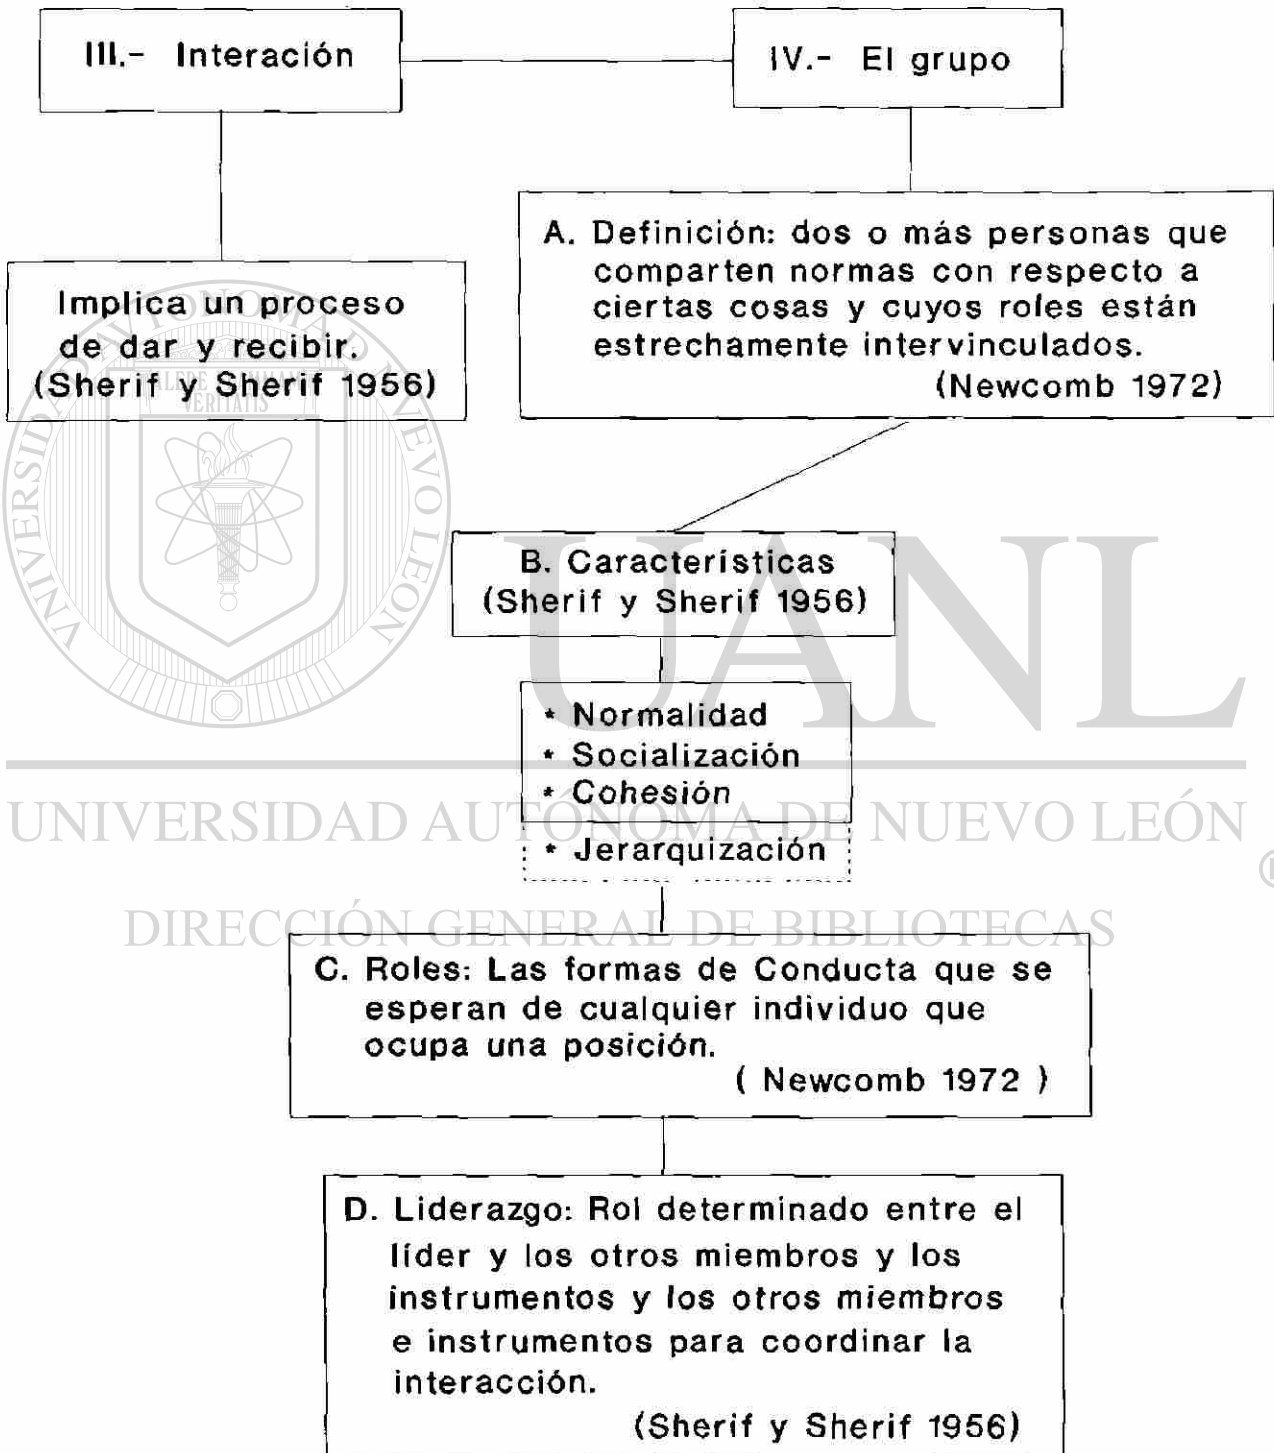 III.- Interación
IV.- El grupo
Implica un proceso
de dar y recibir.
(Sherif y Sherif 1956)
A. Definición: dos o más personas que
comparten normas con respecto a
ciertas cosas y cuyos roles están
estrechamente intervinculados.
(Newcomb 1972)
B. Características
(Sherif y Sherif 1956)
* Normalidad
* Socialización
* Cohesión
* Jerarquización
C. Roles: Las formas de Conducta que se
esperan de cualquier individuo que
ocupa una posición.
( Newcomb 1972 )
D. Liderazgo: Rol determinado entre el
líder y los otros miembros y los
instrumentos y los otros miembros
e instrumentos para coordinar la
interacción.
(Sherif y Sherif 1956)
UANL
UNIVERSIDAD AUTÓNOMA DE NUEVO LEÓN
®
DIRECCIÓN GENERAL DE BIBLIOTECAS
VERITATIS